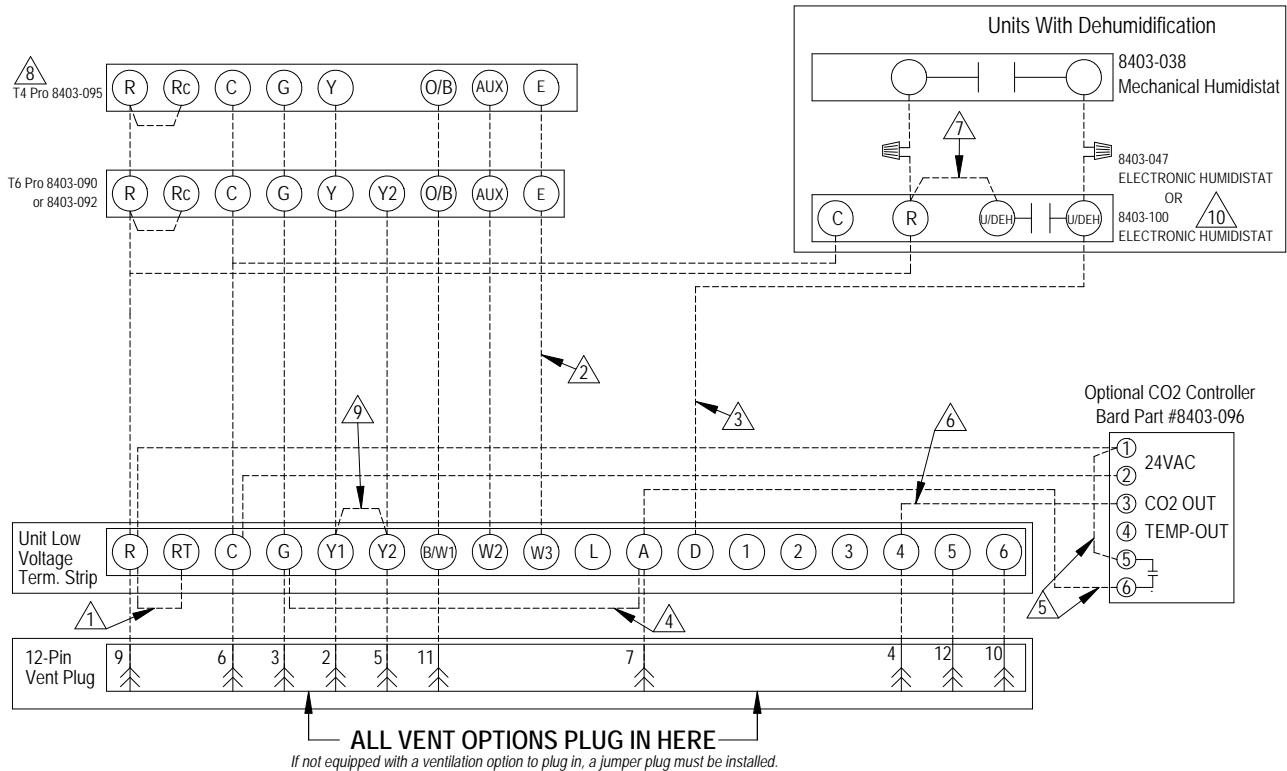 Units With Dehumidification
8403-038
Mechanical Humidistat
8
T4 Pro 8403-095
R Rc C G Y O/B AUX E
7
8403-047
ELECTRONIC HUMIDISTAT
OR
8403-100
ELECTRONIC HUMIDISTAT
10
T6 Pro 8403-090
or 8403-092
R Rc C G Y Y2 O/B AUX E
C R U/DEH U/DEH
2
3
9
6
Optional CO2 Controller
Bard Part #8403-096
1
24VAC
2
3 CO2 OUT
4 TEMP-OUT
5
6
5
Unit Low
Voltage
Term. Strip
R RT C G Y1 Y2 B/W1 W2 W3 L A D 1 2 3 4 5 6
1
4
12-Pin
Vent Plug
9 6 3 2 5 11 7 4 12 10
ALL VENT OPTIONS PLUG IN HERE
If not equipped with a ventilation option to plug in, a jumper plug must be installed.